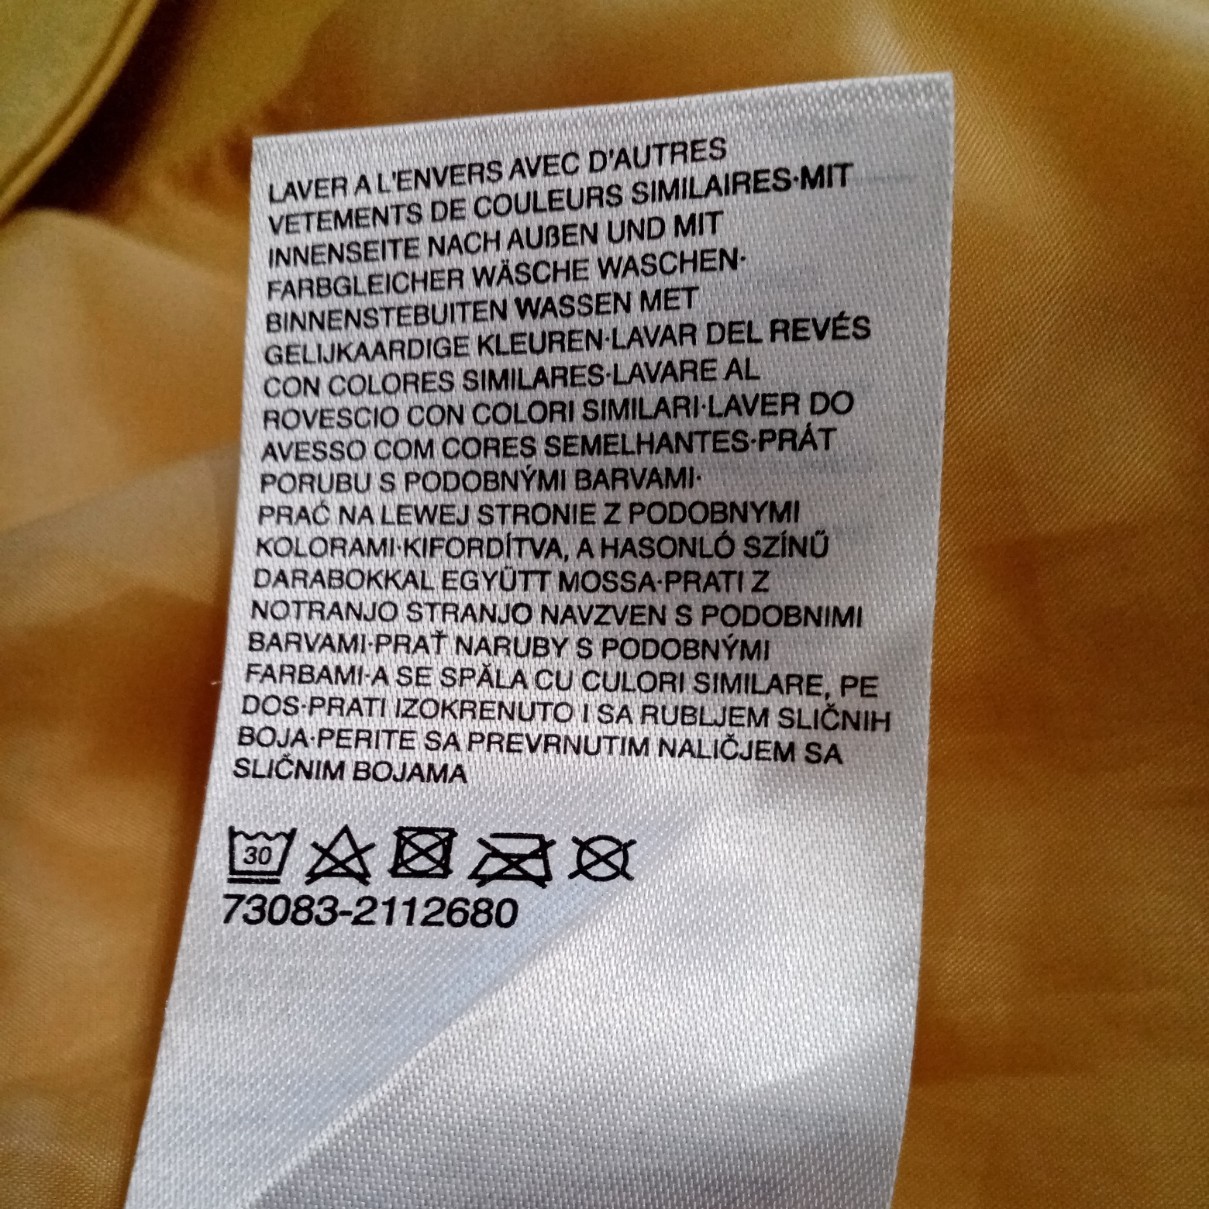 LAVER A L'ENVERS AVEC D'AUTRES
VETEMENTS DE COULEURS SIMILAIRES·MIT
INNENSEITE NACH AUßEN UND MIT
FARBGLEICHER WÄSCHE WASCHEN·
BINNENSTEBUITEN WASSEN MET
GELIJKAARDIGE KLEUREN·LAVAR DEL REVÉS
CON COLORES SIMILARES·LAVARE AL
ROVESCIO CON COLORI SIMILARI·LAVER DO
AVESSO COM CORES SEMELHANTES·PRÁT
PORUBU S PODOBNÝMI BARVAMI·
PRAĆ NA LEWEJ STRONIE Z PODOBNYMI
KOLORAMI·KIFORDÍTVA, A HASONLÓ SZÍNŰ
DARABOKKAL EGYÜTT MOSSA·PRATI Z
NOTRANJO STRANJO NAVZVEN S PODOBNIMI
BARVAMI·PRAŤ NARUBY S PODOBNÝMI
FARBAMI·A SE SPĂLA CU CULORI SIMILARE, PE
DOS·PRATI IZOKRENUTO I SA RUBLJEM SLIČNIH
BOJA·PERITE SA PREVRNUTIM NALIČJEM SA
SLIČNIM BOJAMA
30
73083-2112680